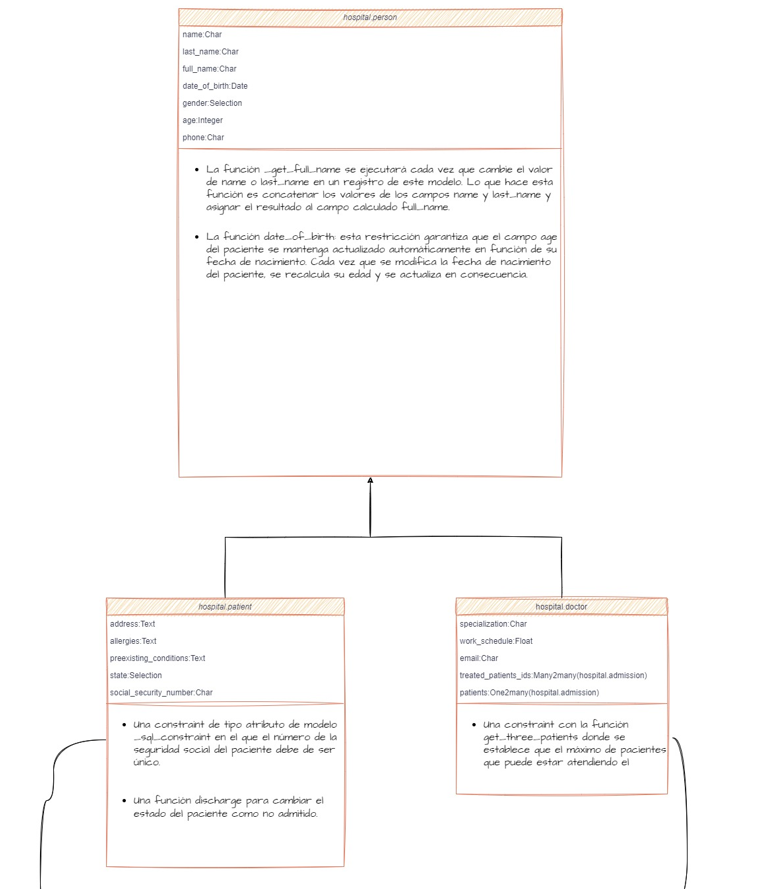 hospital.person
name:Char
last_name:Char
full_name:Char
date_of_birth:Date
gender:Selection
age:Integer
phone:Char
• La función _get_full_name se ejecutará cada vez que cambie el valor
de name o last_name en un registro de este modelo. Lo que hace esta
función es concatenar los valores de los campos name y last_name y
asignar el resultado al campo calculado full_name.
• La función date_of_birth: esta restricción garantiza que el campo age
del paciente se mantenga actualizado automáticamente en función de su
fecha de nacimiento. Cada vez que se modifica la fecha de nacimiento
del paciente, se recalcula su edad y se actualiza en consecuencia.
hospital.patient
address:Text
allergies:Text
preexisting_conditions:Text
state:Selection
social_security_number:Char
• Una constraint de tipo atributo de modelo
_sql_constraint en el que el número de la
seguridad social del paciente debe de ser
único.
• Una función discharge para cambiar el
estado del paciente como no admitido.
hospital.doctor
specialization:Char
work_schedule:Float
email:Char
treated_patients_ids:Many2many(hospital.admission)
patients:One2many(hospital.admission)
• Una constraint con la función
get_three_patients donde se
establece que el máximo de pacientes
que puede estar atendiendo el